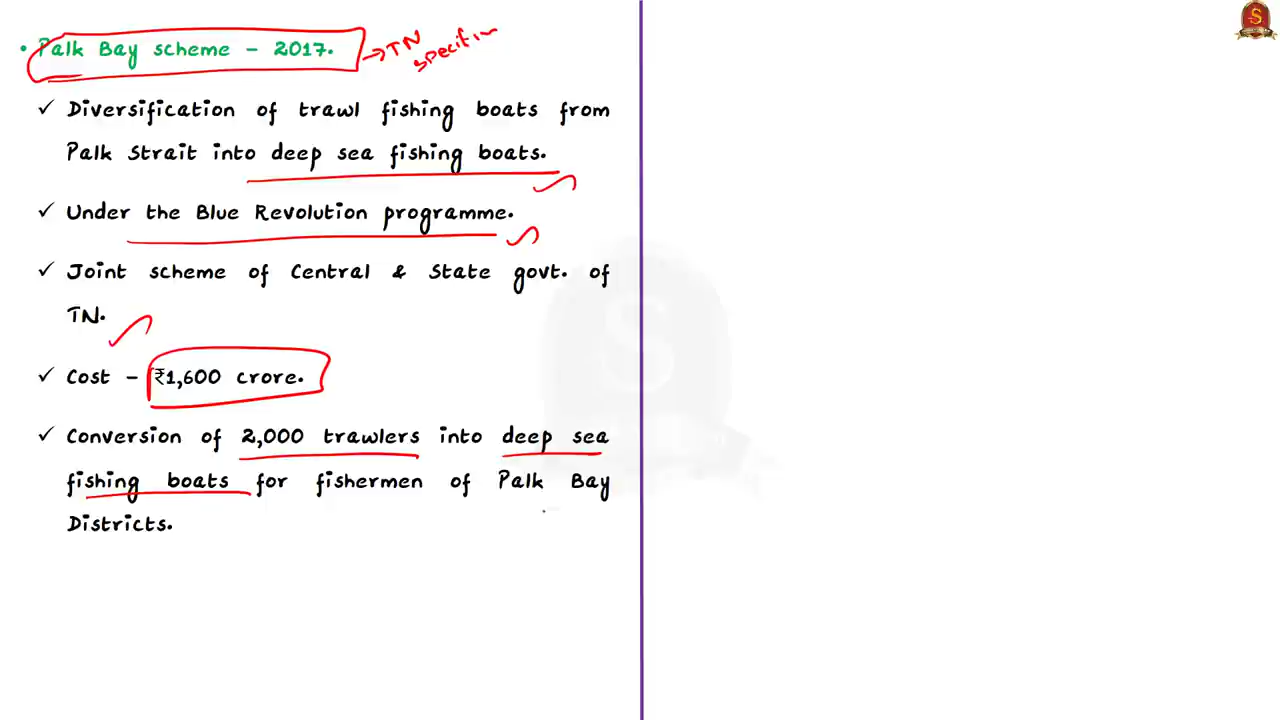 • Palk Bay scheme - 2017. →TN
specific
✓ Diversification of trawl fishing boats from
Palk Strait into deep sea fishing boats.
✓ Under the Blue Revolution programme.
✓ Joint scheme of Central & State govt. of
TN.
✓ Cost - ₹1,600 crore.
✓ Conversion of 2,000 trawlers into deep sea
fishing boats for fishermen of Palk Bay
Districts.